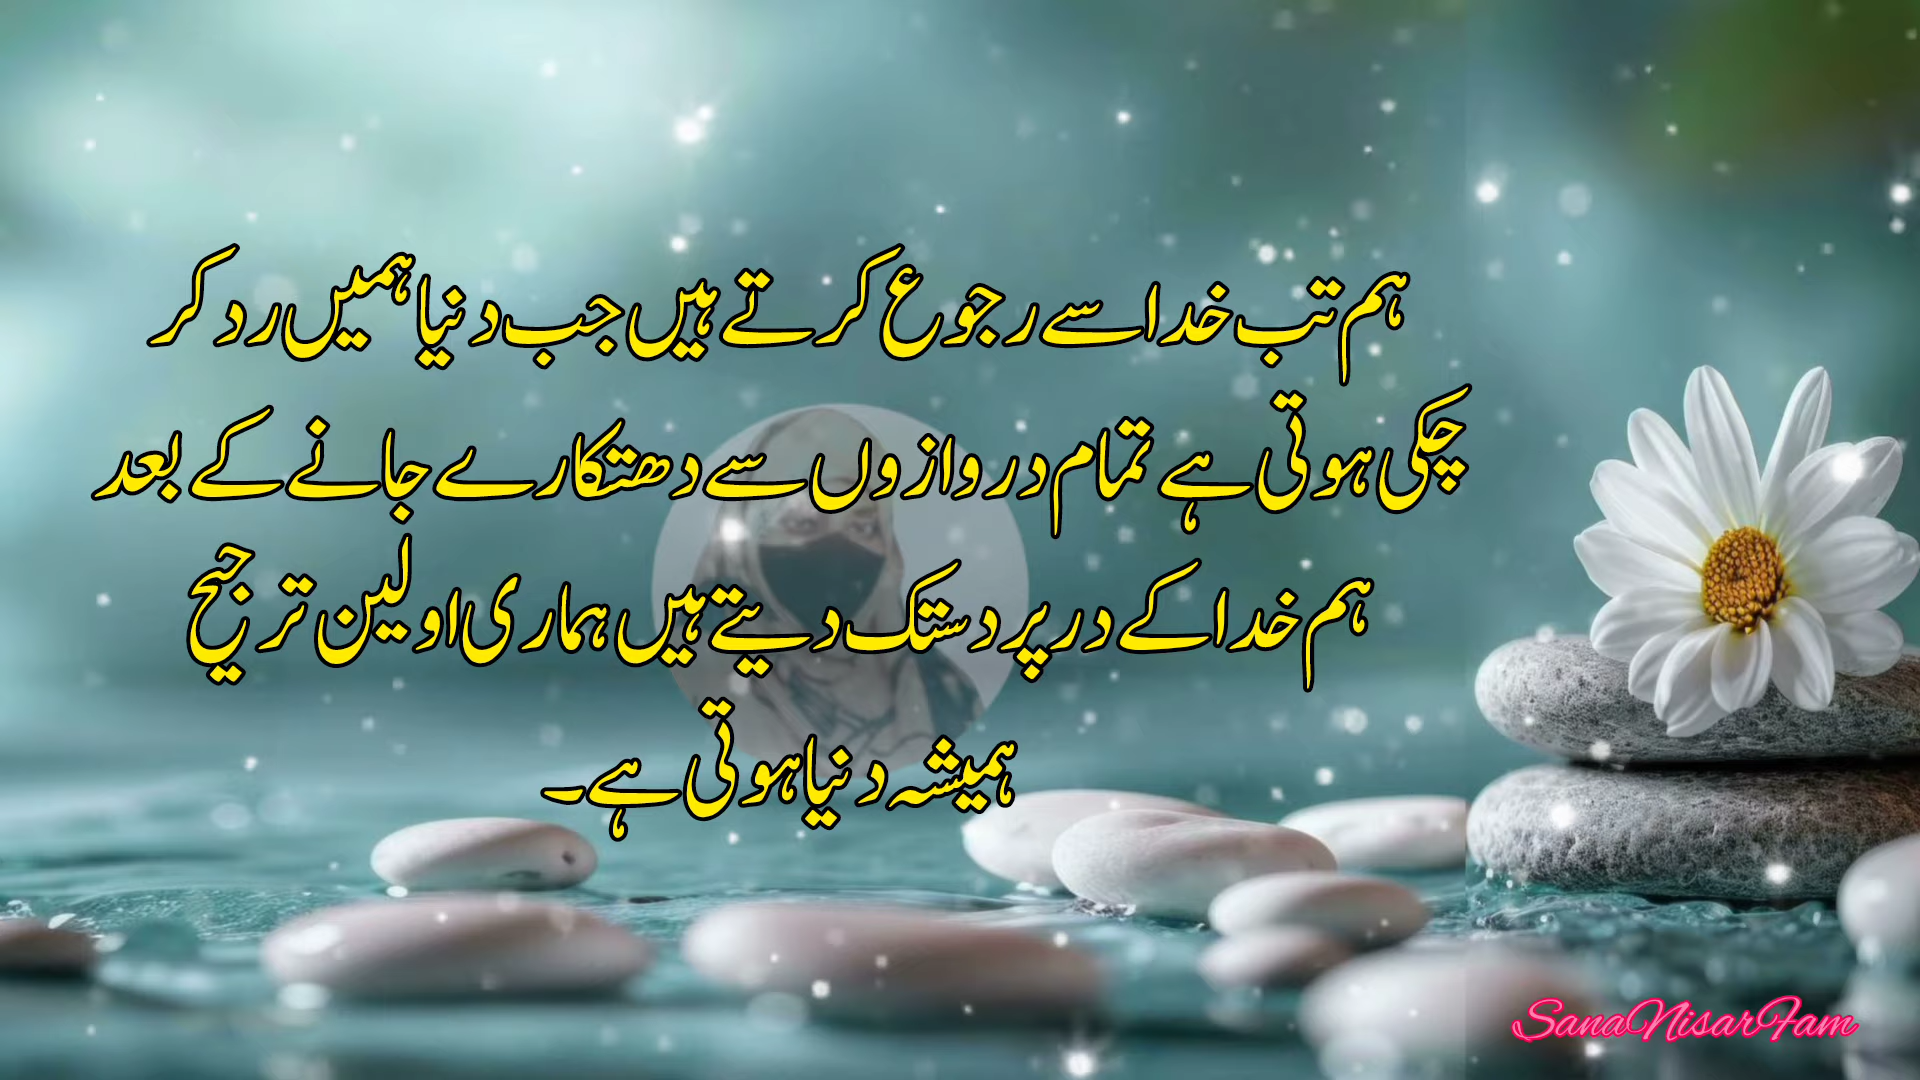 ہم تب خدا سے رجوع کرتے ہیں جب دنیا ہمیں رد کر
چکی ہوتی ہے تمام دروازوں سے دھتکارے جانے کے بعد
ہم خدا کے در پر دستک دیتے ہیں ہماری اولین ترجیح
ہمیشہ دنیا ہوتی ہے۔
SanaNisarFam